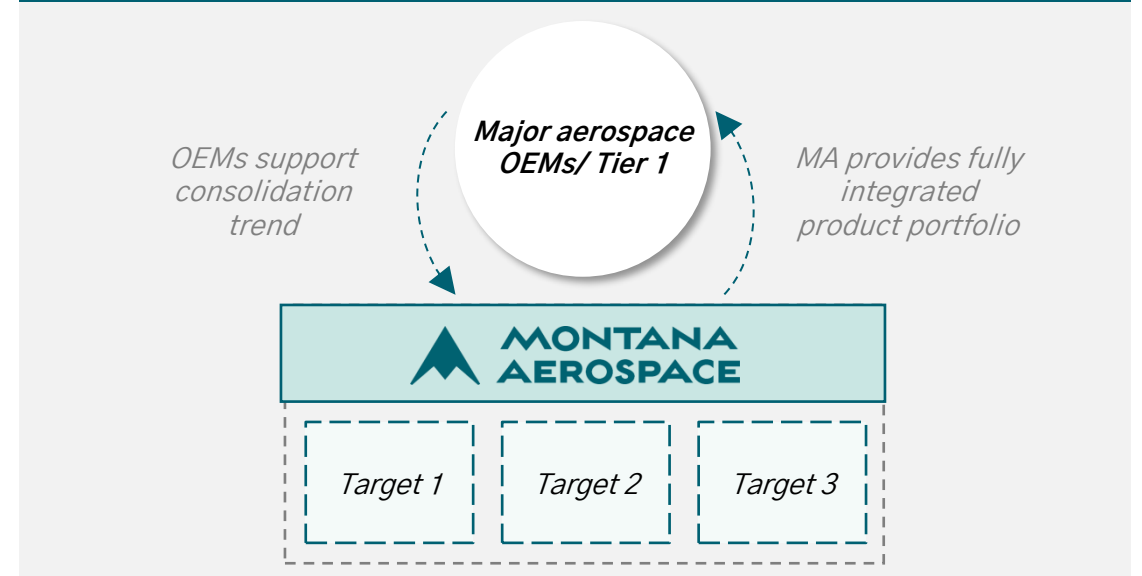 Major aerospace
OEMs/ Tier 1
OEMs support
consolidation
trend
MA provides fully
integrated
product portfolio
MONTANA
AEROSPACE
Target 1
Target 2
Target 3